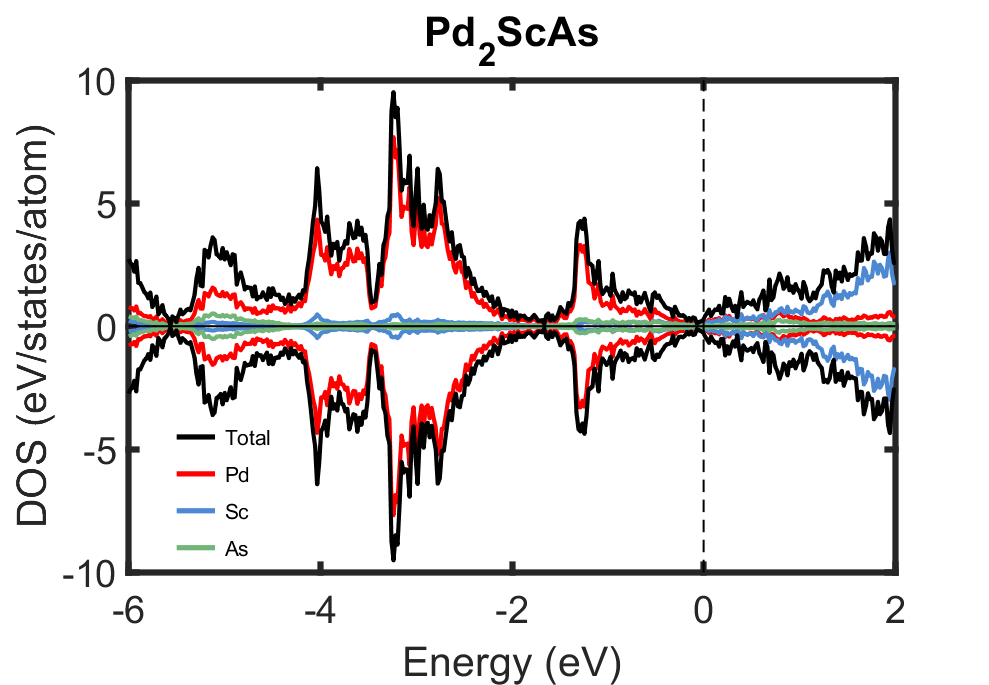 Pd2ScAs
DOS (eV/states/atom)
10
5
0
-5
-10
Total
Pd
Sc
As
-6 -4 -2 0 2
Energy (eV)